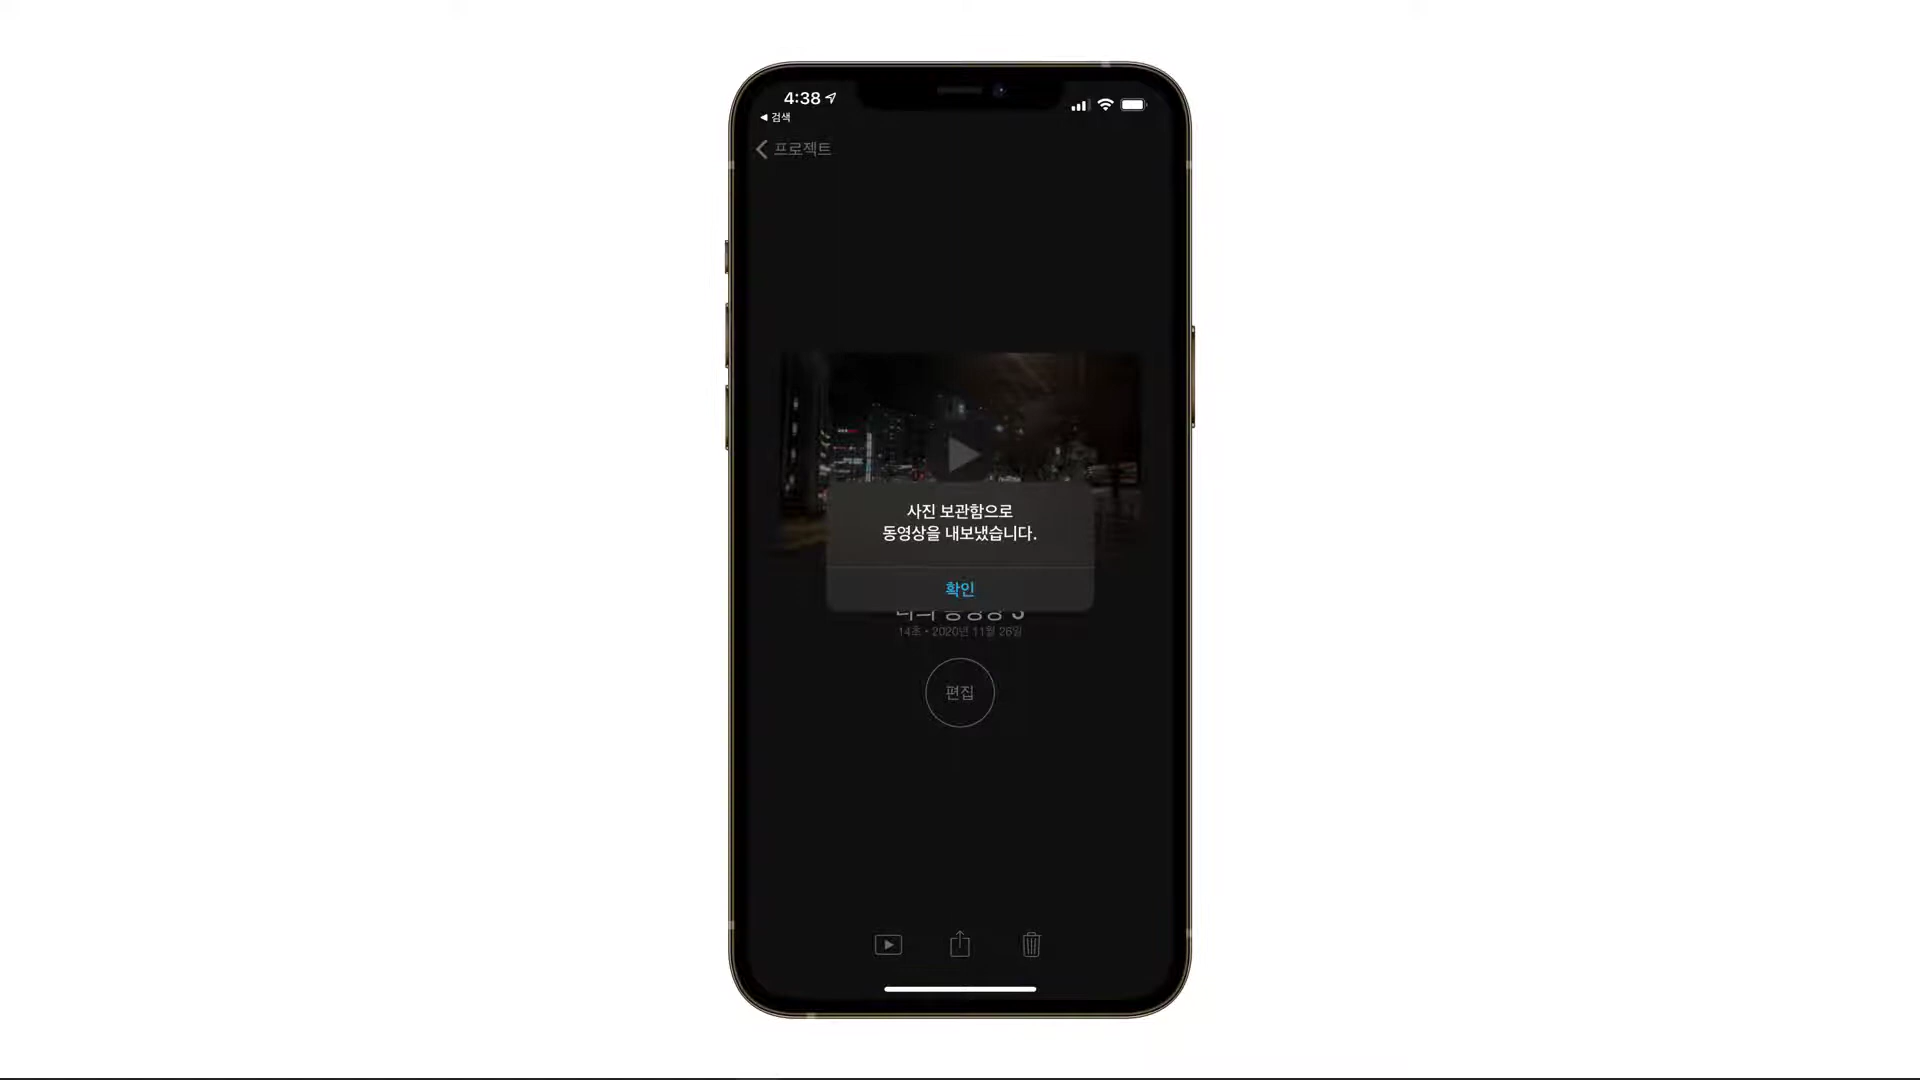 4:38
◀ 검색
프로젝트
사진 보관함으로
동영상을 내보냈습니다.
확인
14초 • 2020년 11월 26일
편집